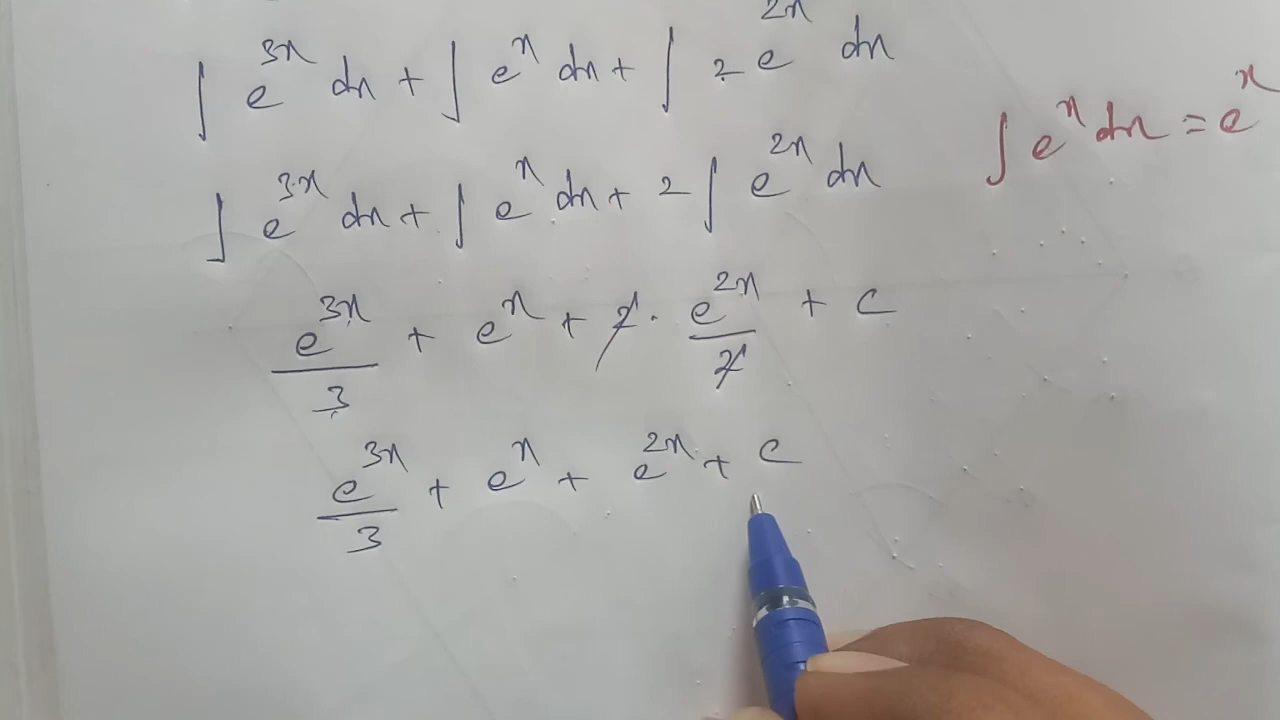 ∫ e^{3x} dx + ∫ e^x dx + ∫ 2 e^{2x} dx
∫ e^x dx = e^x
∫ e^{3x} dx + ∫ e^x dx + 2 ∫ e^{2x} dx
e^{3x}/3 + e^x + 2 · e^{2x}/2 + c
e^{3x}/3 + e^x + e^{2x} + c